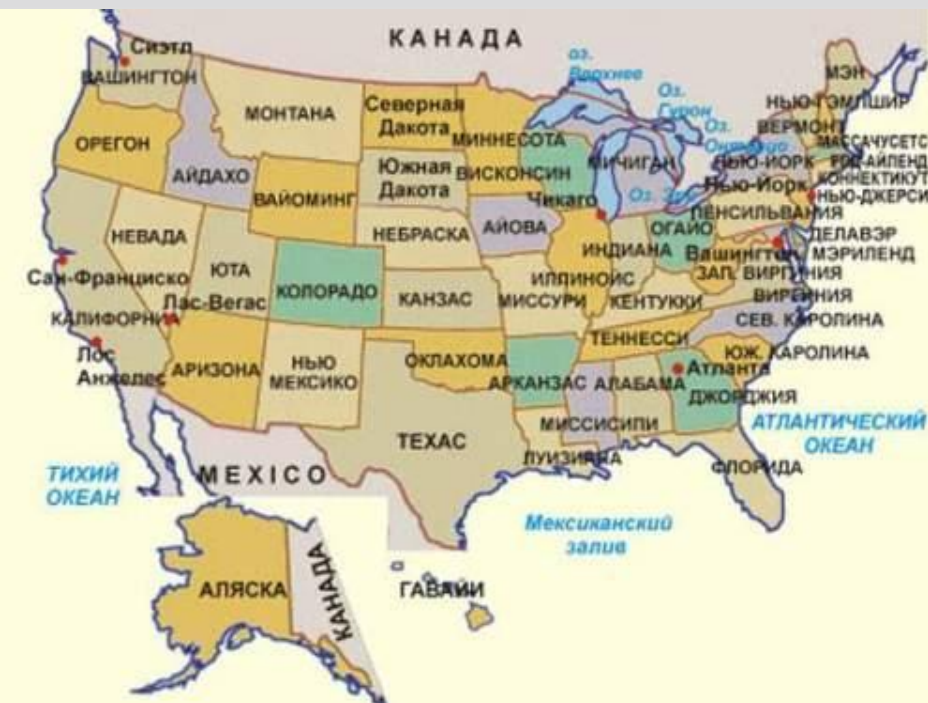 КАНАДА
Сиэтл
ВАШИНГТОН
оз.
Верхнее
МЭН
МОНТАНА
Северная
Дакота
Оз.
Гурон
НЬЮ-ГЭМПШИР
ОРЕГОН
МИННЕСОТА
Оз.
Онтарио
ВЕРМОНТ
МАССАЧУСЕТС
АЙДАХО
Южная
Дакота
ВИСКОНСИН
МИЧИГАН
НЬЮ-ЙОРК
РОД-АЙЛЕНД
КОННЕКТИКУТ
ВАЙОМИНГ
Чикаго
Оз. Эри
Нью-Йорк
НЬЮ-ДЖЕРСИ
ПЕНСИЛЬВАНИЯ
НЕВАДА
НЕБРАСКА
АЙОВА
ОГАЙО
ДЕЛАВЭР
ИНДИАНА
Вашингтон
МЭРИЛЕНД
Сан-Франциско
ЮТА
КОЛОРАДО
КАНЗАС
ИЛЛИНОЙС
ЗАП. ВИРГИНИЯ
Лас-Вегас
МИССУРИ
КЕНТУККИ
ВИРГИНИЯ
КАЛИФОРНИЯ
СЕВ. КАРОЛИНА
ТЕННЕССИ
Лос
Анжелес
АРИЗОНА
НЬЮ
МЕКСИКО
ОКЛАХОМА
АРКАНЗАС
АЛАБАМА
ЮЖ. КАРОЛИНА
Атланта
ДЖОРДЖИЯ
ТЕХАС
МИССИСИПИ
АТЛАНТИЧЕСКИЙ
ОКЕАН
ЛУИЗИАНА
ФЛОРИДА
ТИХИЙ
ОКЕАН
MEXICO
Мексиканский
залив
АЛЯСКА
КАНАДА
ГАВАЙИ